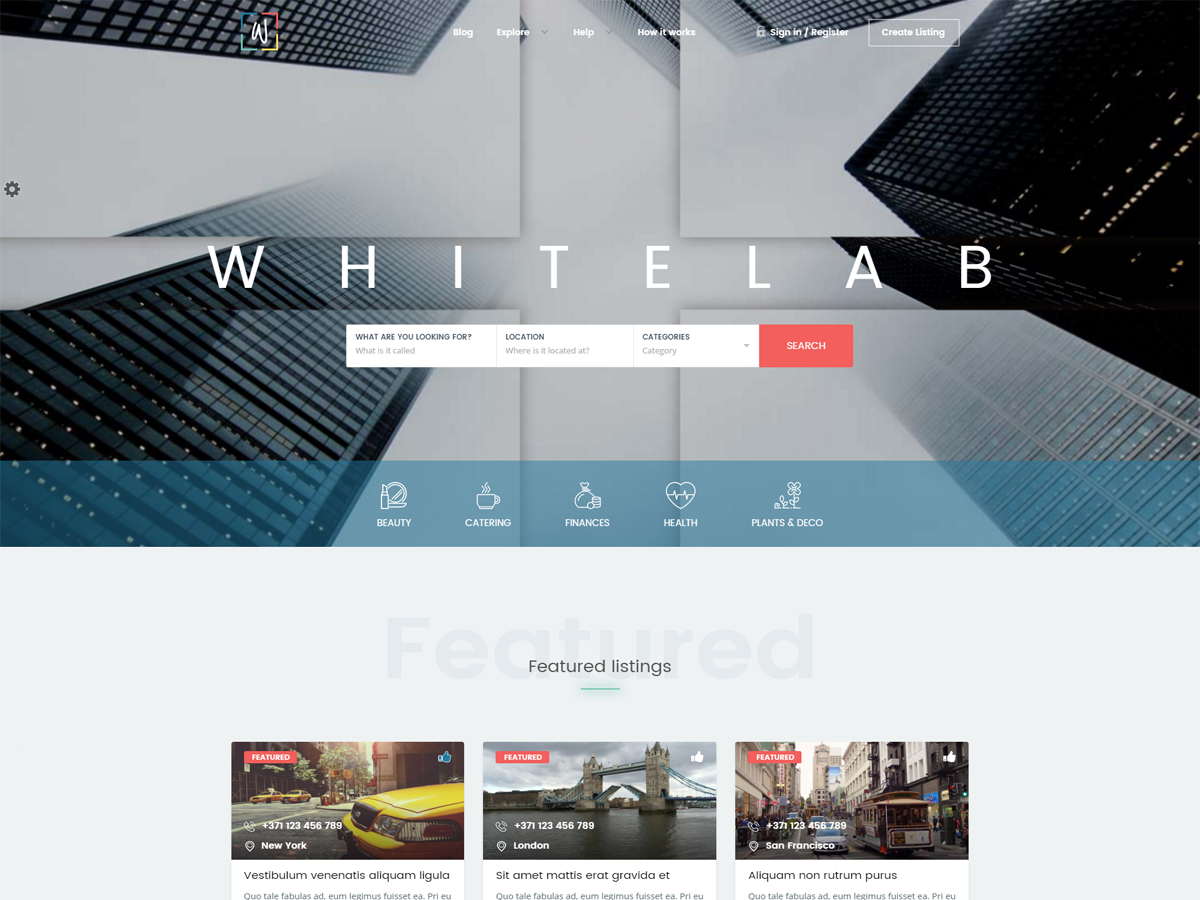 W
Blog Explore Help How it works Sign in / Register Create Listing
WHITELAB
WHAT ARE YOU LOOKING FOR? LOCATION CATEGORIES
What is it called Where is it located at? Category
SEARCH
BEAUTY CATERING FINANCES HEALTH PLANTS & DECO
Featured
Featured listings
FEATURED FEATURED FEATURED
+371 123 456 789 +371 123 456 789 +371 123 456 789
New York London San Francisco
Vestibulum venenatis aliquam ligula Sit amet mattis erat gravida et Aliquam non rutrum purus
Quo tale fabulas ad, eum legimus fuisset ea. Pri eu Quo tale fabulas ad, eum legimus fuisset ea. Pri eu Quo tale fabulas ad, eum legimus fuisset ea. Pri eu